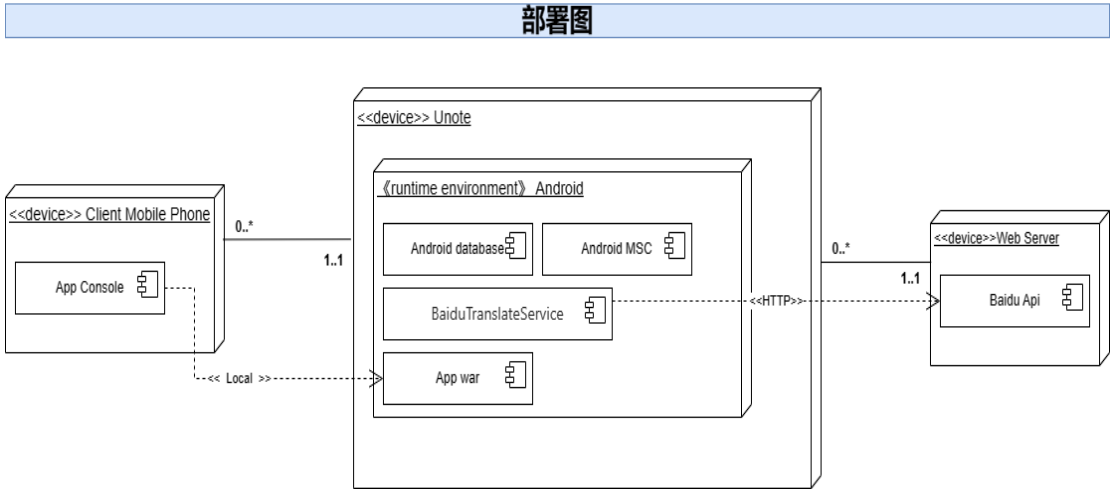 部署图
<<device>> Unote
《runtime environment》 Android
<<device>> Client Mobile Phone
0..*
1..1
Android database
Android MSC
0..*
<<device>>Web Server
1..1
App Console
BaiduTranslateService
<<HTTP>>
Baidu Api
<< Local >>
App war